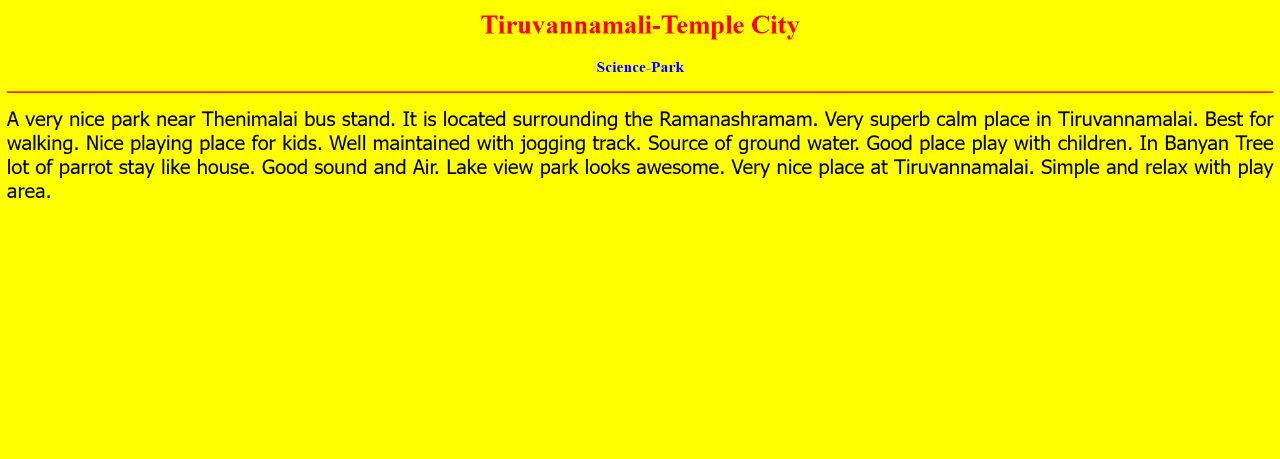 Tiruvannamali-Temple City
Science-Park
A very nice park near Thenimalai bus stand. It is located surrounding the Ramanashramam. Very superb calm place in Tiruvannamalai. Best for
walking. Nice playing place for kids. Well maintained with jogging track. Source of ground water. Good place play with children. In Banyan Tree
lot of parrot stay like house. Good sound and Air. Lake view park looks awesome. Very nice place at Tiruvannamalai. Simple and relax with play
area.